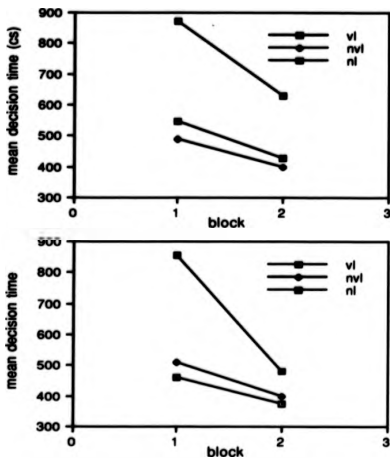 mean decision time (cs)
900
800
700
600
500
400
300
0
1
2
3
block
vl
nvl
nl
mean decision time
900
800
700
600
500
400
300
0
1
2
3
block
vl
nvl
nl